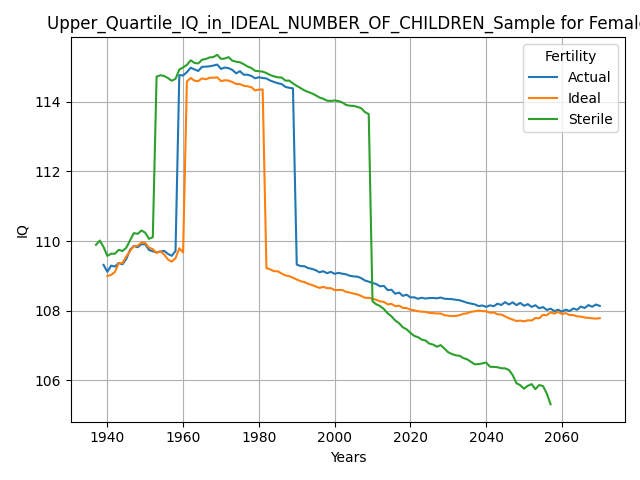 Upper_Quartile_IQ_in_IDEAL_NUMBER_OF_CHILDREN_Sample for Female
Fertility
Actual
Ideal
Sterile
IQ
114
112
110
108
106
1940 1960 1980 2000 2020 2040 2060
Years